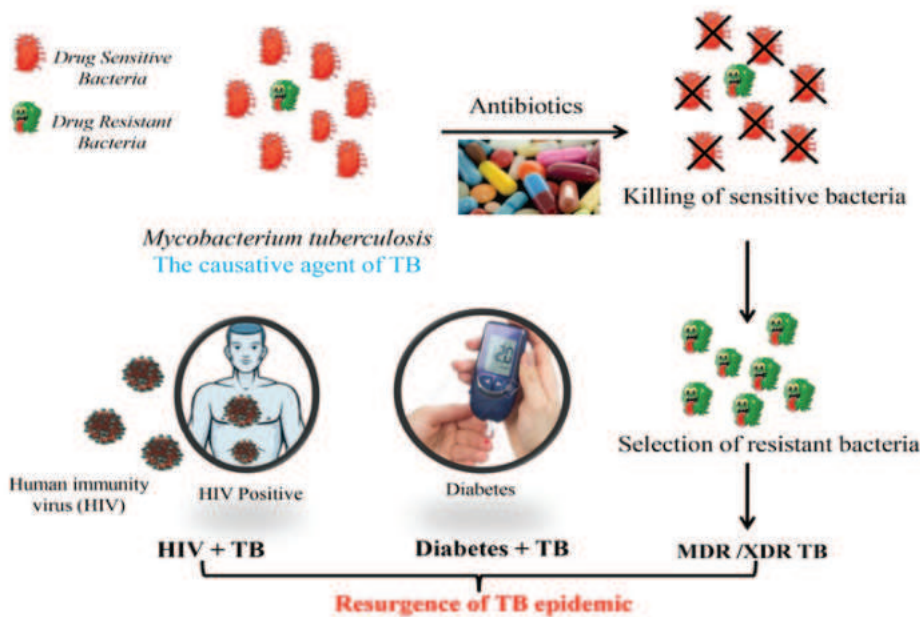 Drug Sensitive
Bacteria
Drug Resistant
Bacteria
Antibiotics
Killing of sensitive bacteria
Mycobacterium tuberculosis
The causative agent of TB
20
Selection of resistant bacteria
Human immunity
virus (HIV)
HIV Positive
Diabetes
HIV + TB
Diabetes + TB
MDR /XDR TB
Resurgence of TB epidemic